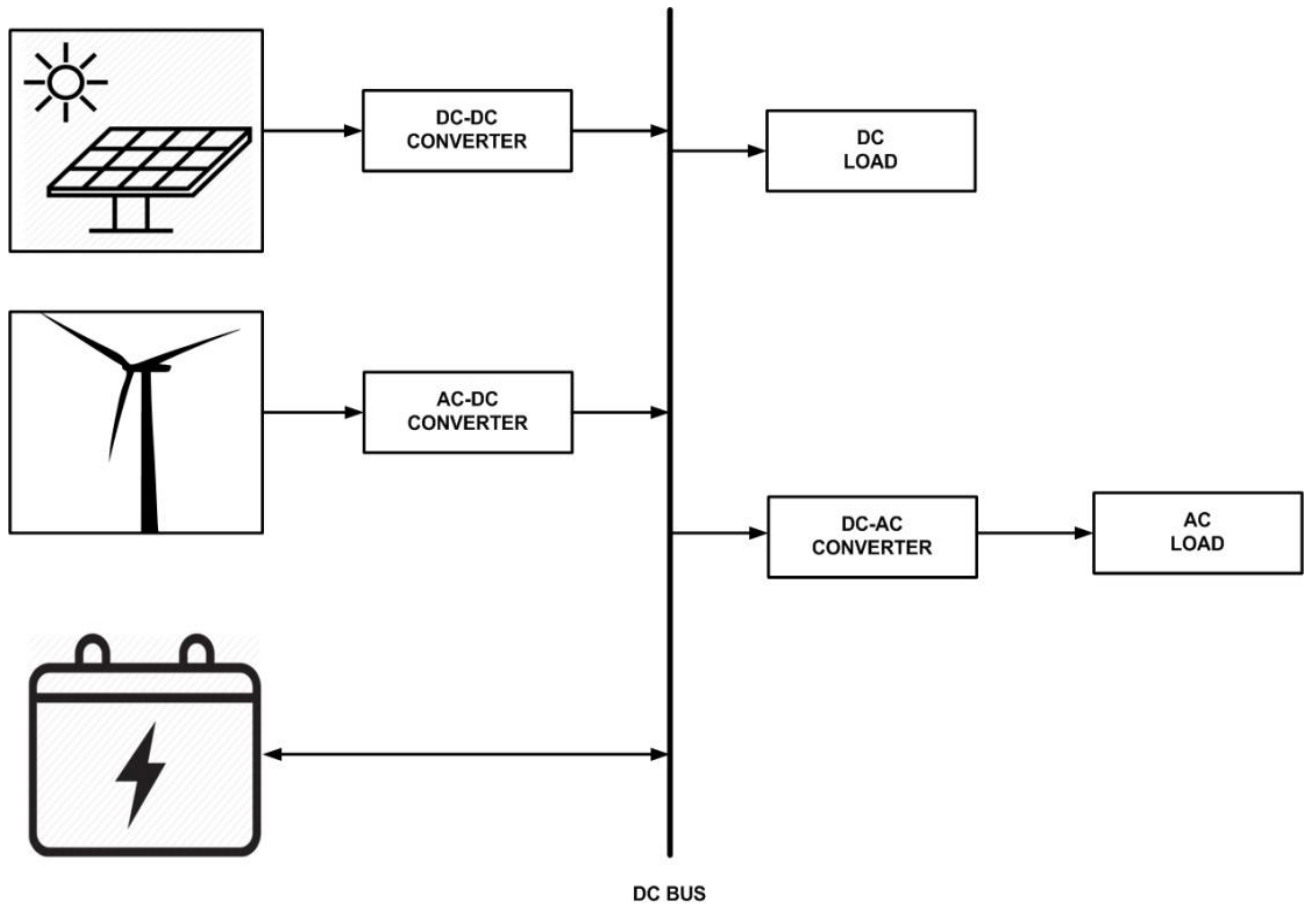 DC-DC
CONVERTER
DC
LOAD
AC-DC
CONVERTER
DC-AC
CONVERTER
AC
LOAD
DC BUS